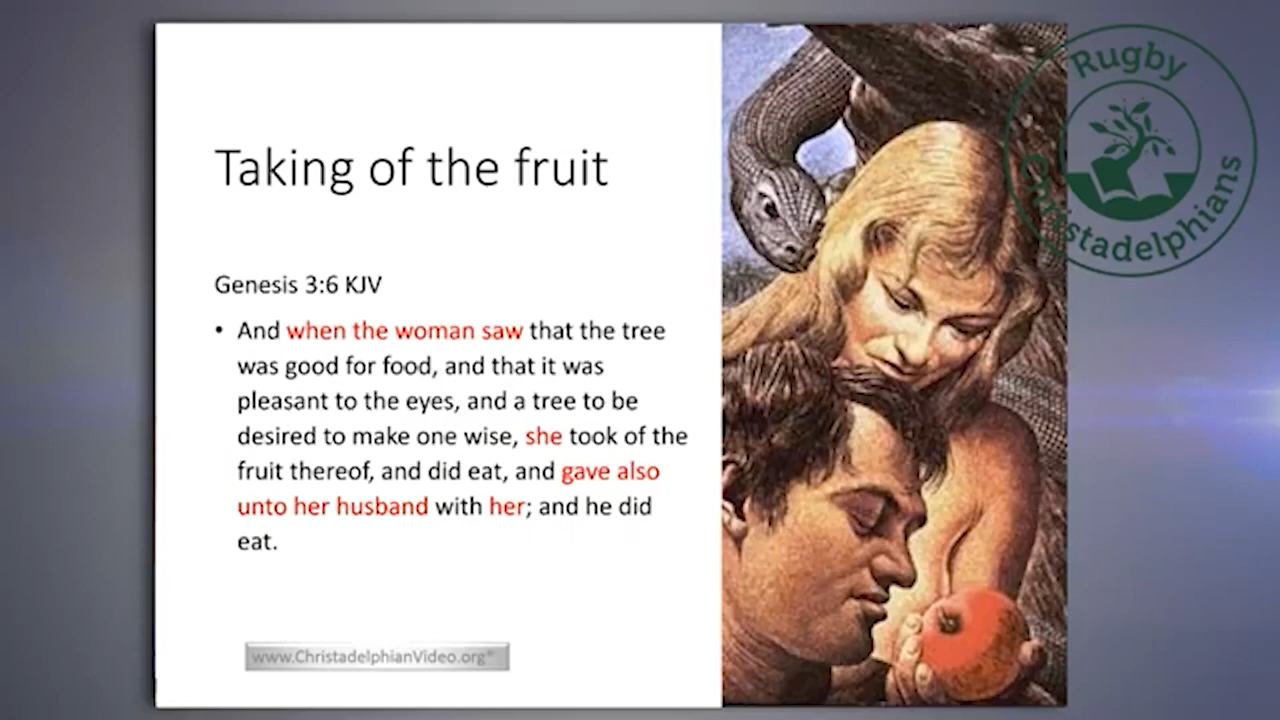 Taking of the fruit
Genesis 3:6 KJV
• And when the woman saw that the tree
was good for food, and that it was
pleasant to the eyes, and a tree to be
desired to make one wise, she took of the
fruit thereof, and did eat, and gave also
unto her husband with her; and he did
eat.
www.ChristadelphianVideo.org®
Rugby
Christadelphians